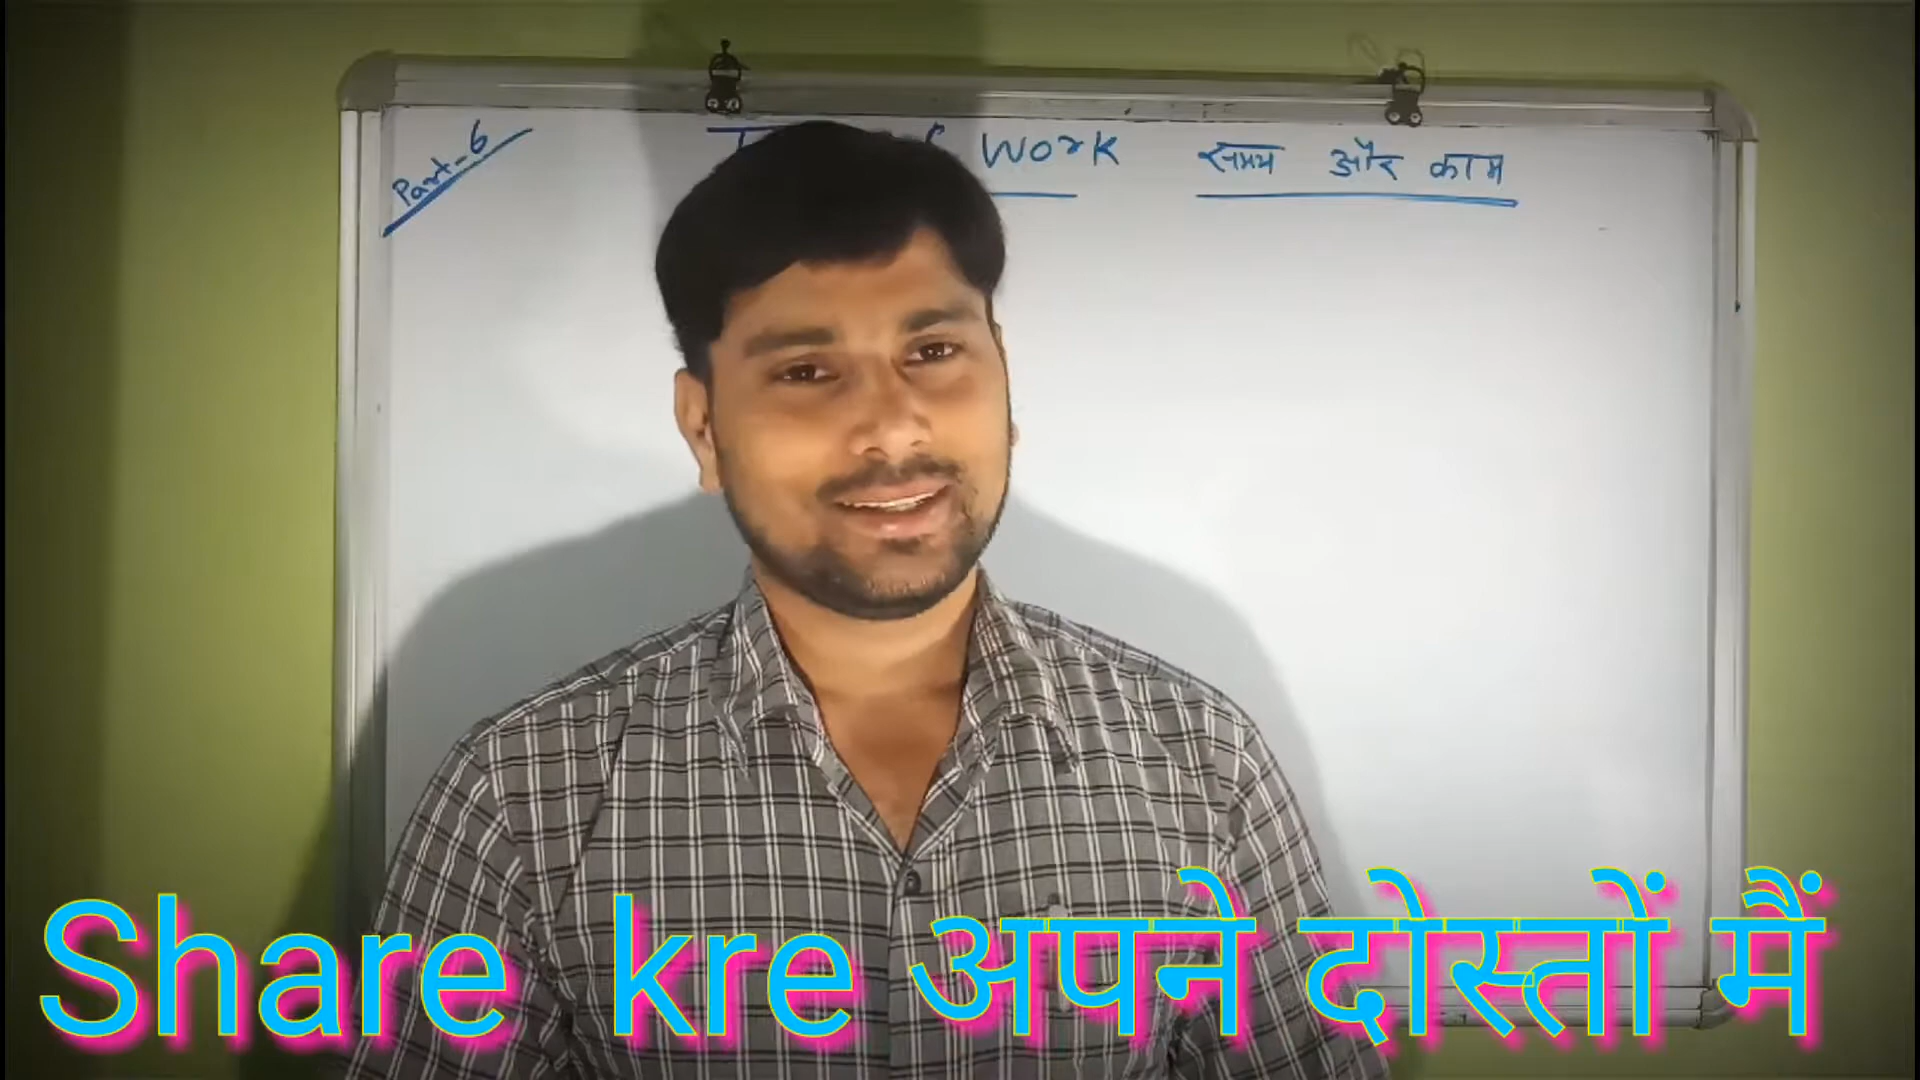 Part-6
Work समय और काम
Share kre अपने दोस्तों मैं